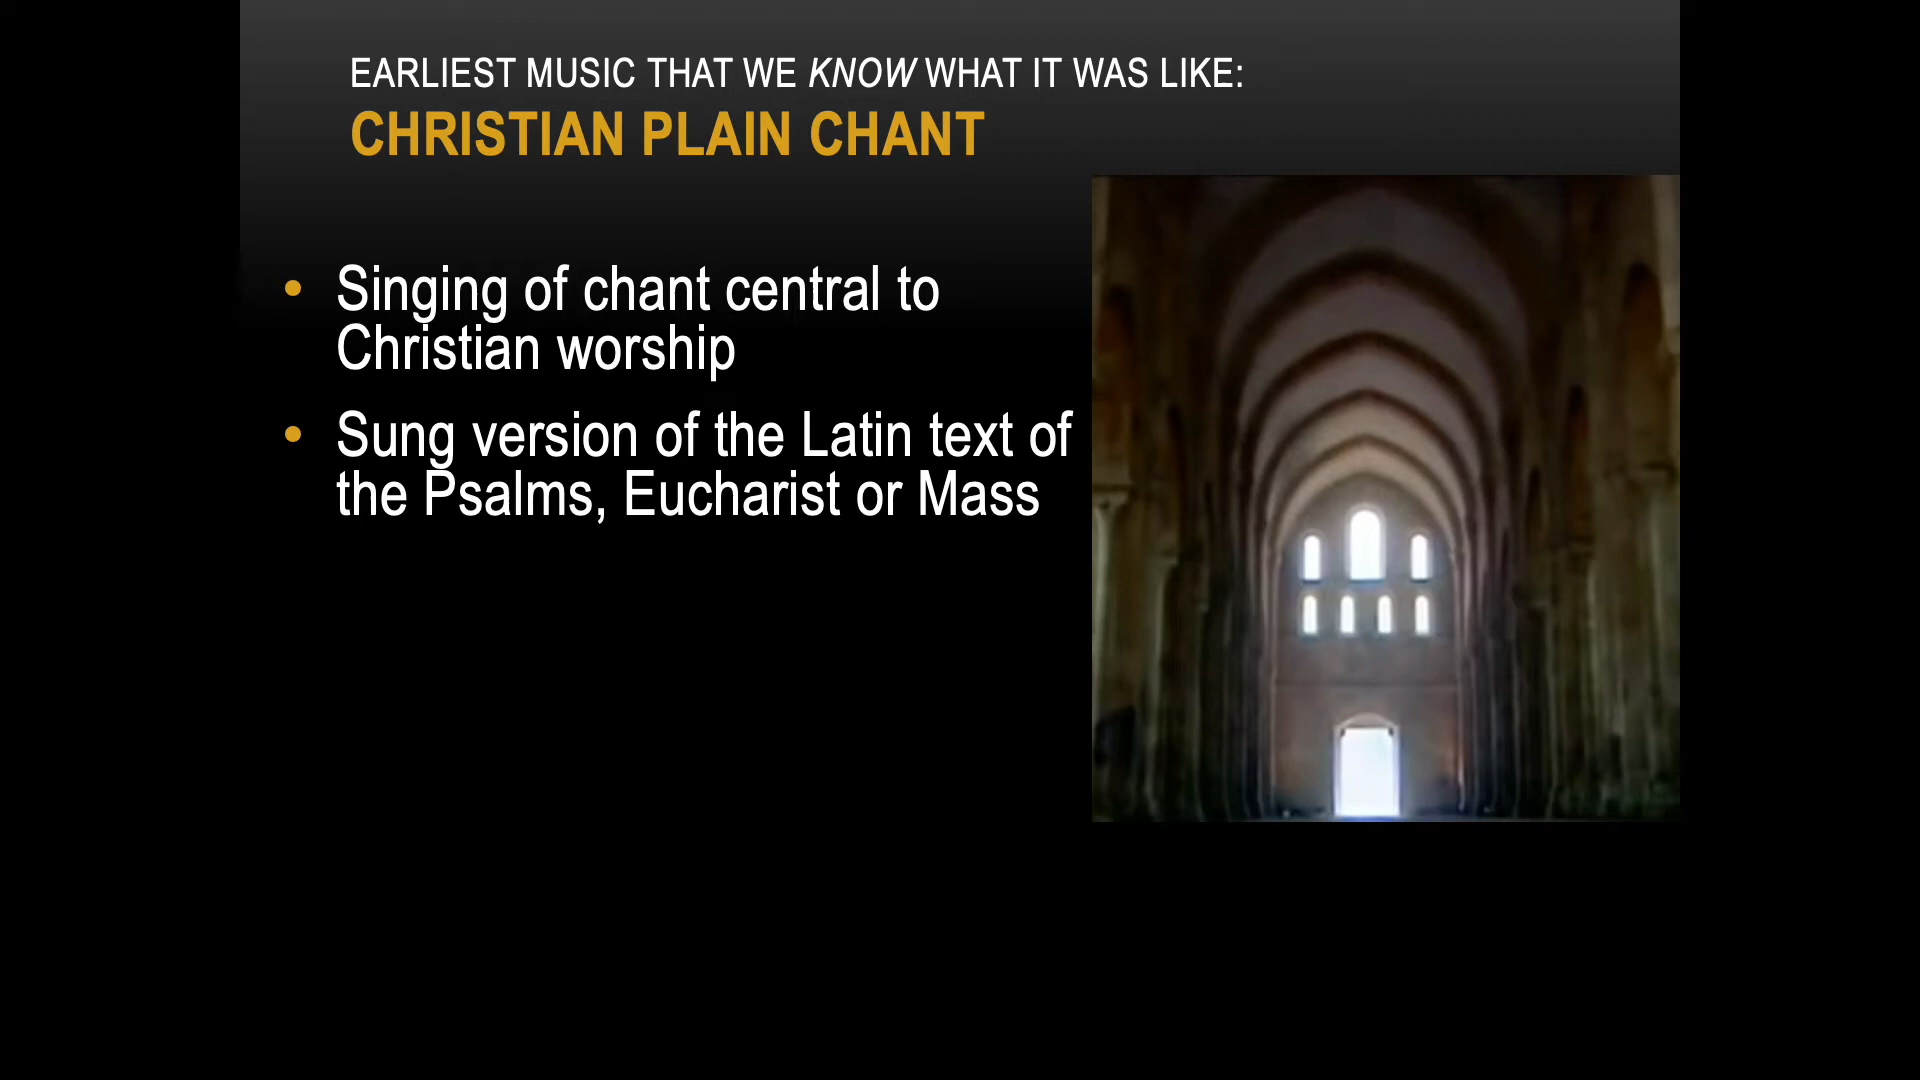 EARLIEST MUSIC THAT WE KNOW WHAT IT WAS LIKE:
CHRISTIAN PLAIN CHANT
• Singing of chant central to
Christian worship
• Sung version of the Latin text of
the Psalms, Eucharist or Mass